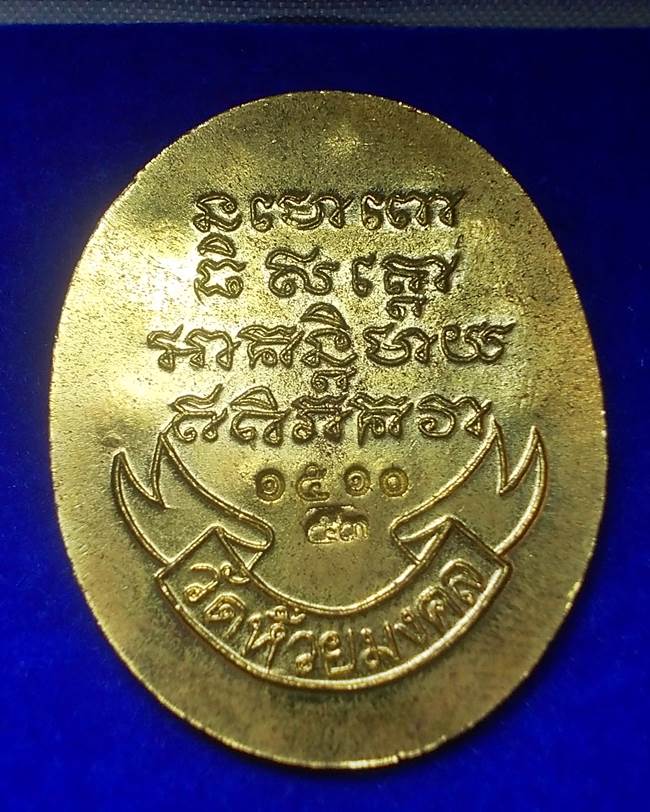 នមោពោ
ធិសត្តោ
អាគន្តិមាយ
ឥតិភគវា
๑๕๑๑
๕๓
วัดห้วยมงคล